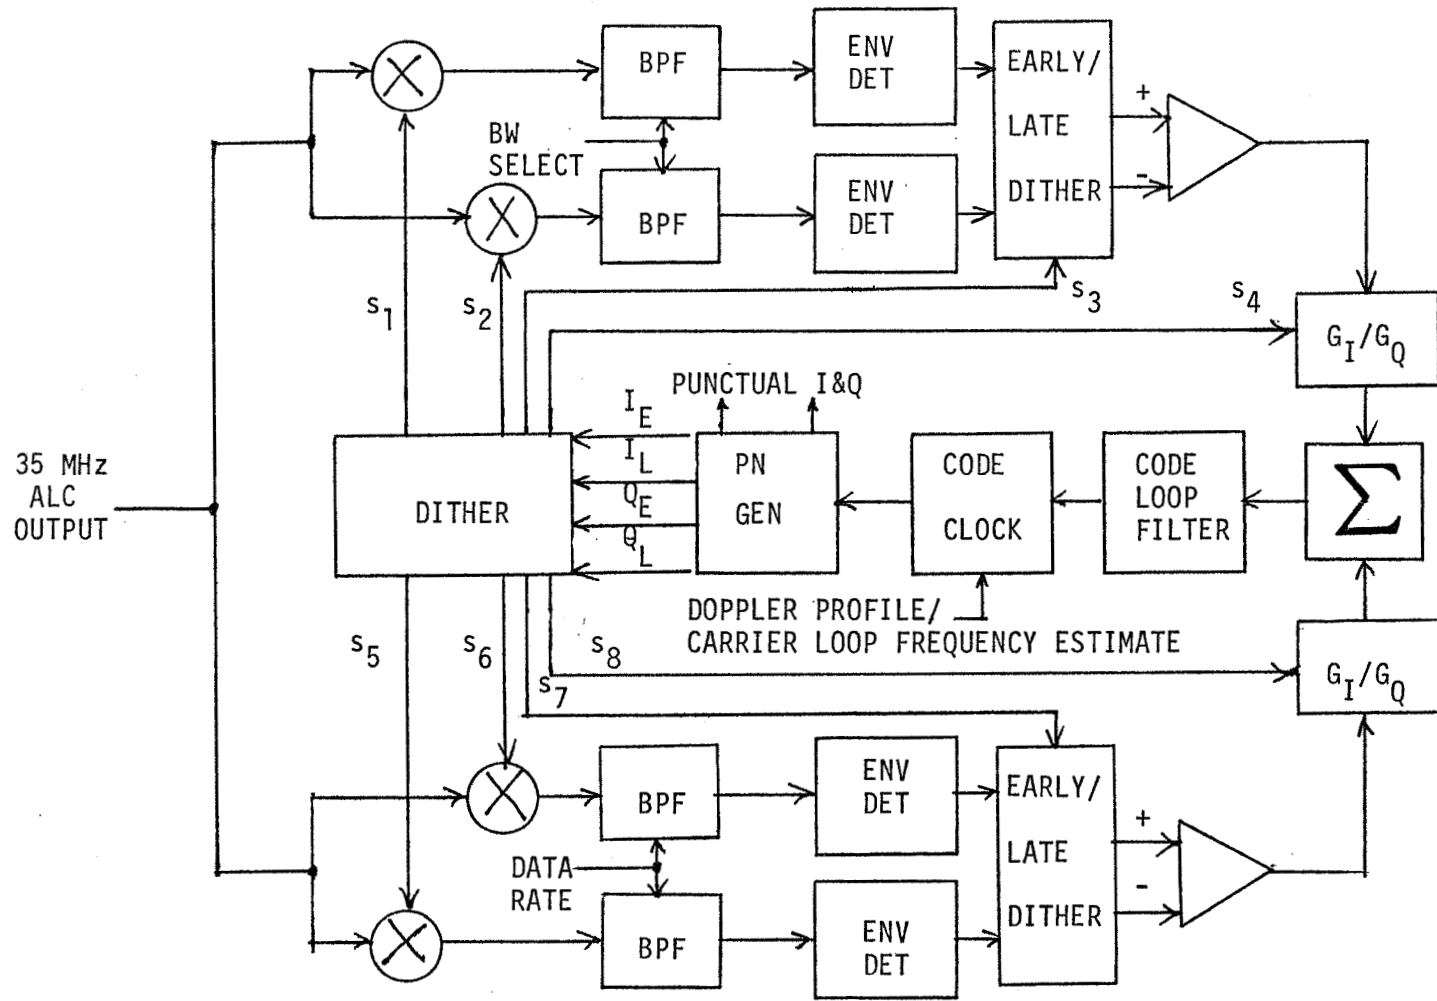 BPF
ENV
DET
EARLY/
LATE
DITHER
+
-
BW
SELECT
BPF
ENV
DET
S1
S2
S3
S4
GI/GQ
PUNCTUAL I&Q
IE
IL
QE
QL
35 MHz
ALC
OUTPUT
DITHER
PN
GEN
CODE
CLOCK
CODE
LOOP
FILTER
Σ
DOPPLER PROFILE/
CARRIER LOOP FREQUENCY ESTIMATE
S5
S6
S7
S8
GI/GQ
BPF
ENV
DET
EARLY/
LATE
DITHER
+
-
DATA
RATE
BPF
ENV
DET